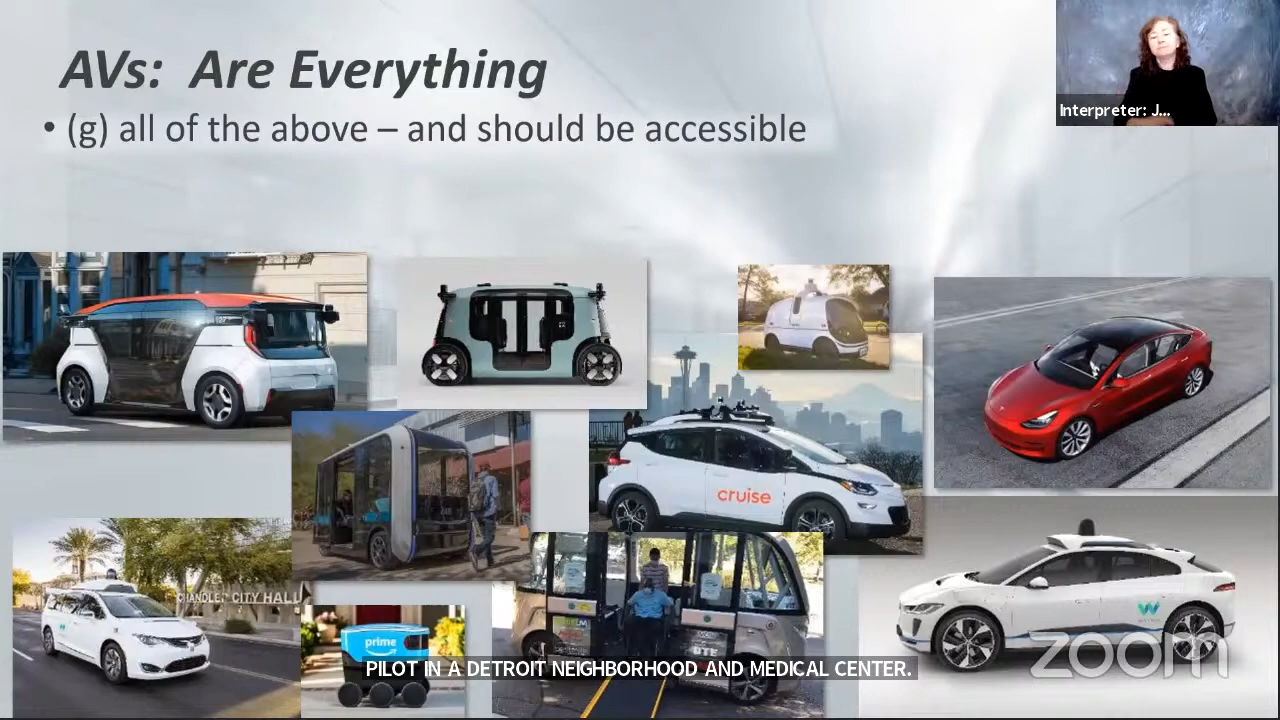 AVs: Are Everything
• (g) all of the above – and should be accessible
Interpreter: J...
cruise
CHANDLER CITY HALL
prime
DTE
PILOT IN A DETROIT NEIGHBORHOOD AND MEDICAL CENTER.
zoom